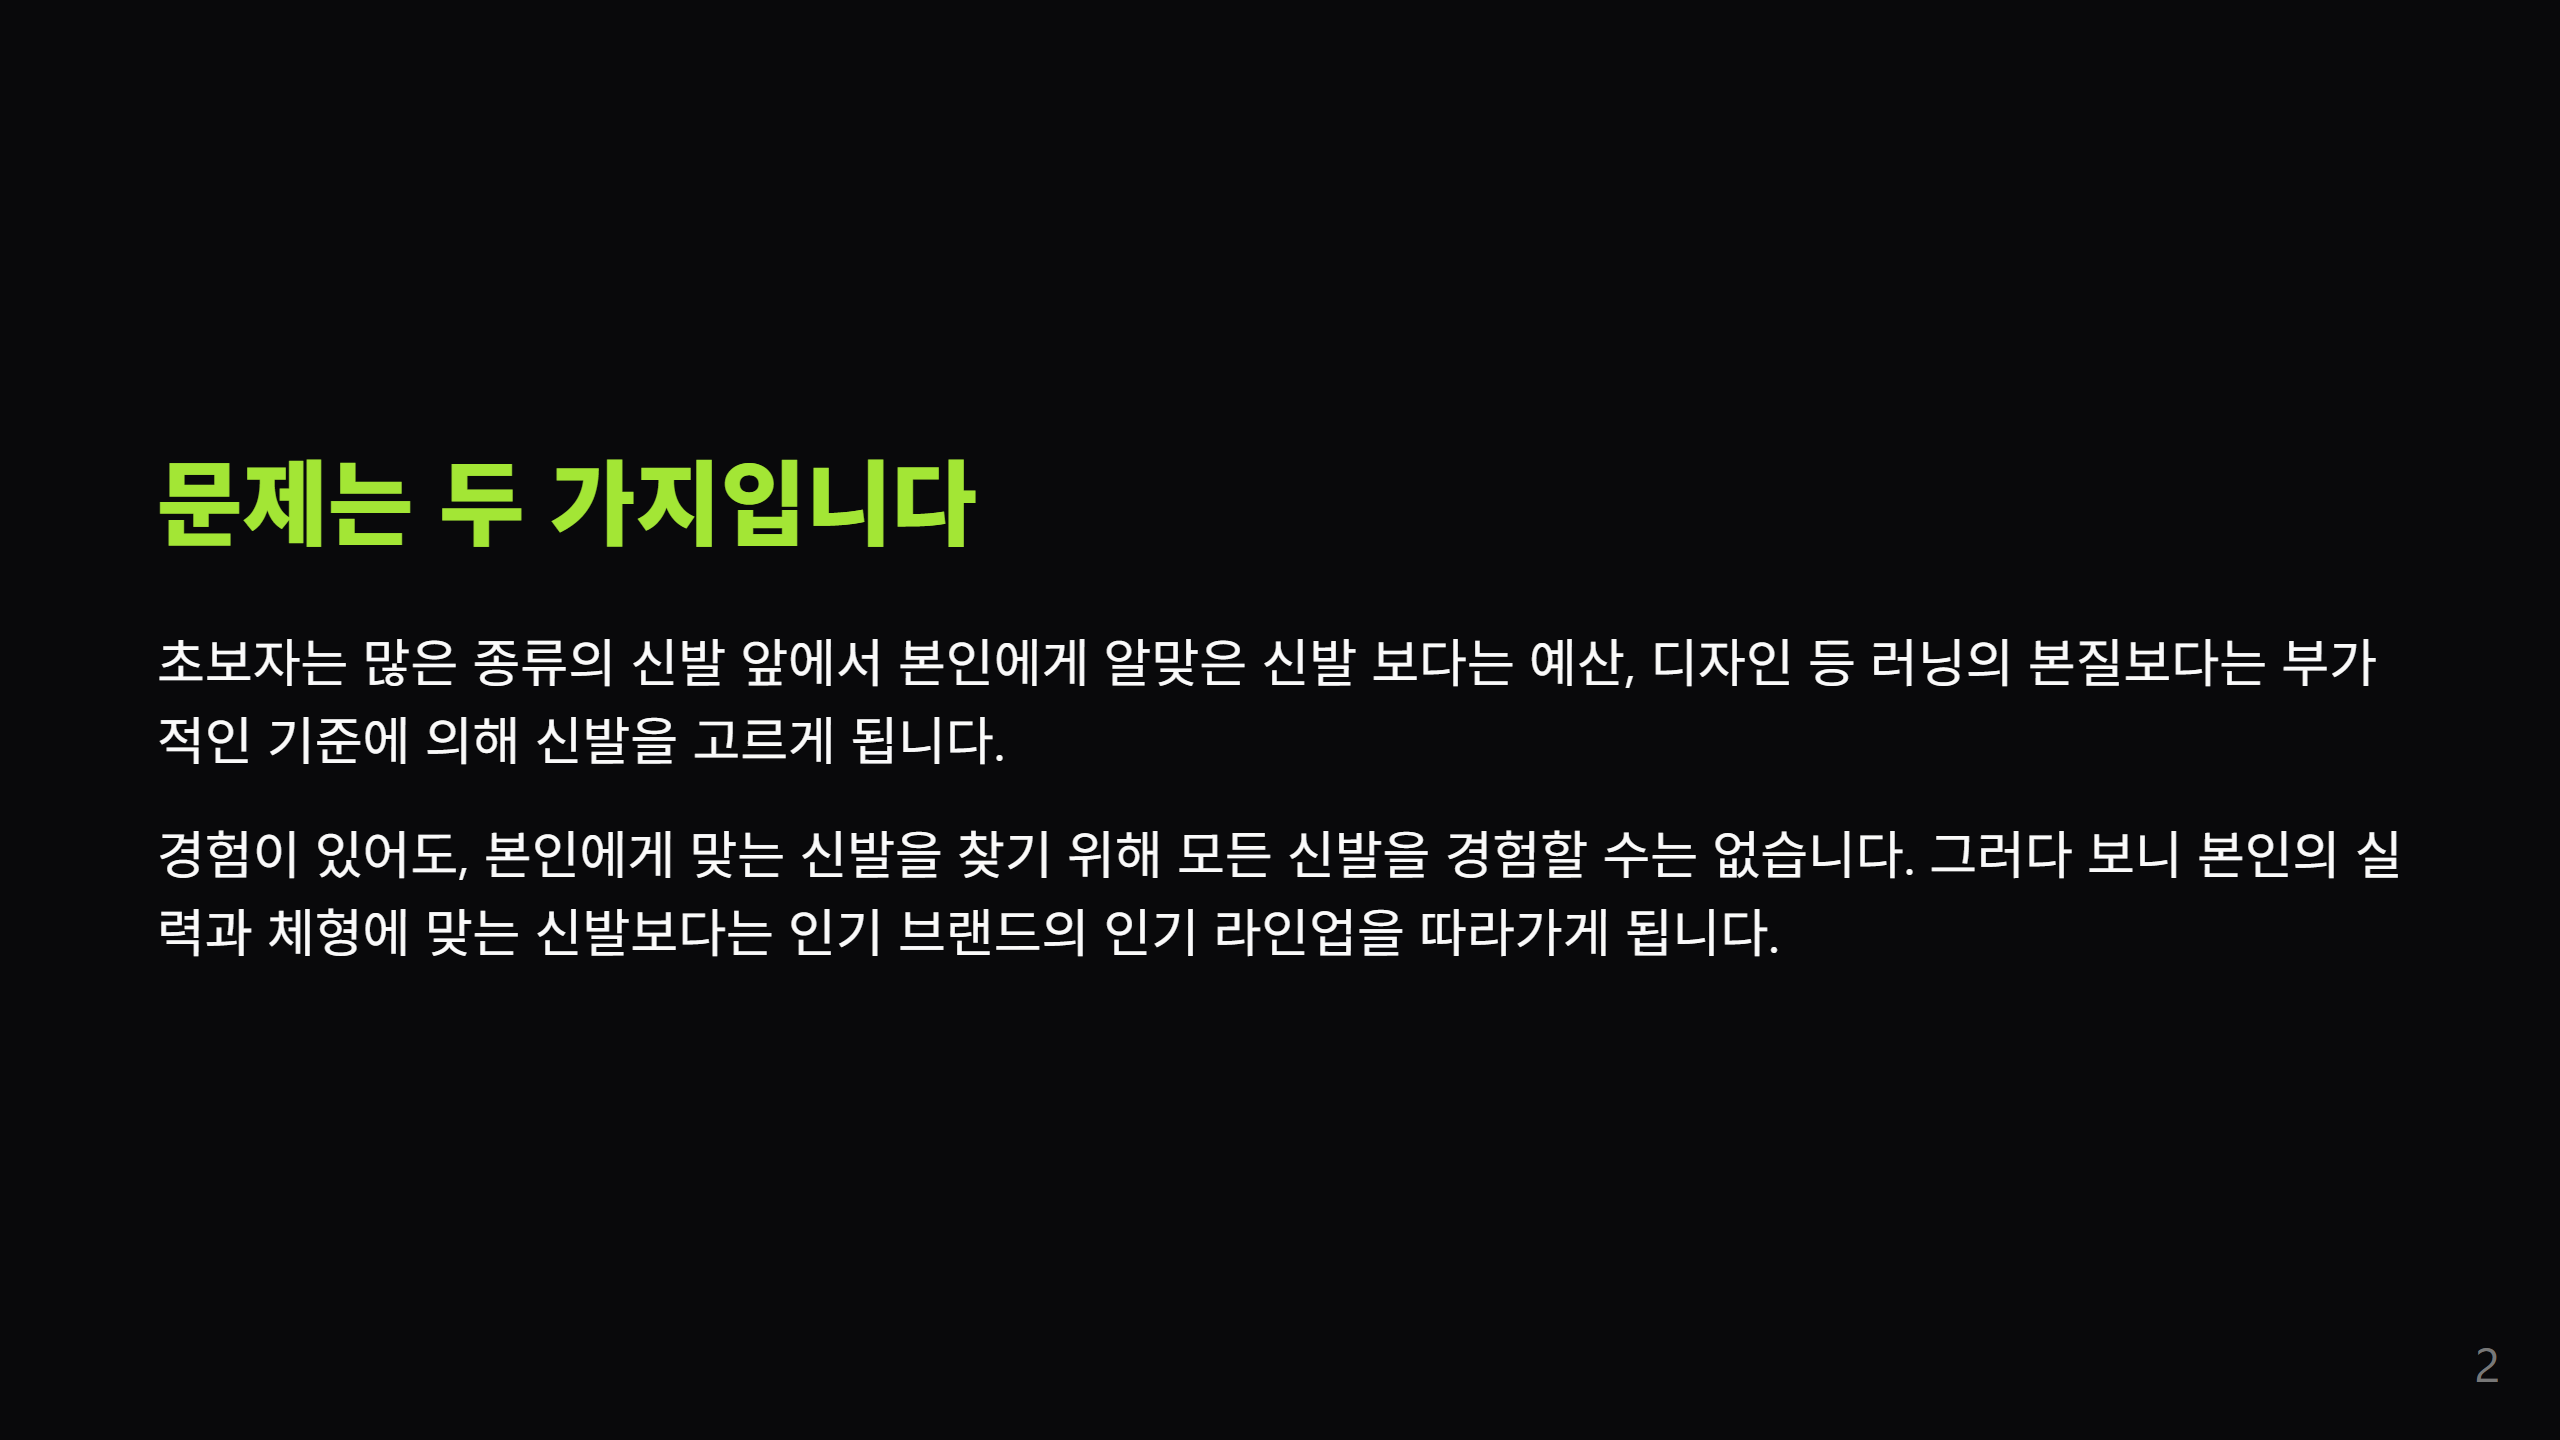 문제는 두 가지입니다
초보자는 많은 종류의 신발 앞에서 본인에게 알맞은 신발 보다는 예산, 디자인 등 러닝의 본질보다는 부가
적인 기준에 의해 신발을 고르게 됩니다.
경험이 있어도, 본인에게 맞는 신발을 찾기 위해 모든 신발을 경험할 수는 없습니다. 그러다 보니 본인의 실
력과 체형에 맞는 신발보다는 인기 브랜드의 인기 라인업을 따라가게 됩니다.
2